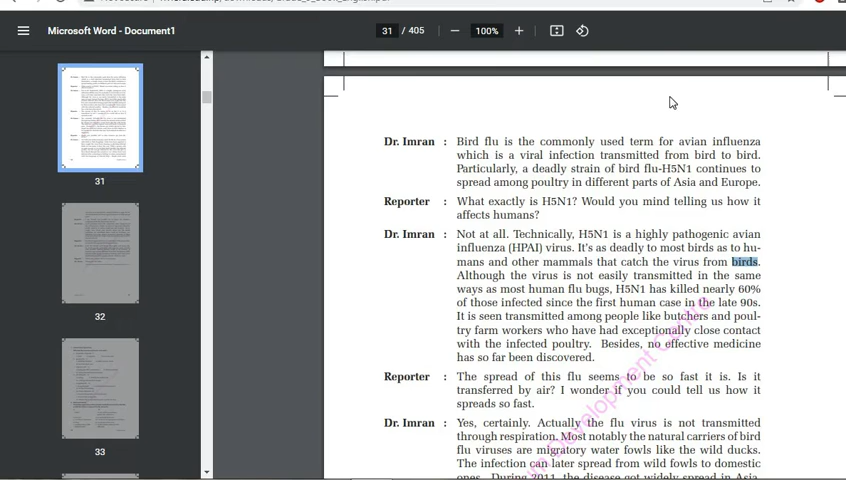 Microsoft Word - Document1
31 / 405
100%
31
32
33
Dr. Imran : Bird flu is the commonly used term for avian influenza
which is a viral infection transmitted from bird to bird.
Particularly, a deadly strain of bird flu-H5N1 continues to
spread among poultry in different parts of Asia and Europe.
Reporter : What exactly is H5N1? Would you mind telling us how it
affects humans?
Dr. Imran : Not at all. Technically, H5N1 is a highly pathogenic avian
influenza (HPAI) virus. It's as deadly to most birds as to hu-
mans and other mammals that catch the virus from birds.
Although the virus is not easily transmitted in the same
ways as most human flu bugs, H5N1 has killed nearly 60%
of those infected since the first human case in the late 90s.
It is seen transmitted among people like butchers and poul-
try farm workers who have had exceptionally close contact
with the infected poultry. Besides, no effective medicine
has so far been discovered.
Reporter : The spread of this flu seems to be so fast it is. Is it
transferred by air? I wonder if you could tell us how it
spreads so fast.
Dr. Imran : Yes, certainly. Actually the flu virus is not transmitted
through respiration. Most notably the natural carriers of bird
flu viruses are migratory water fowls like the wild ducks.
The infection can later spread from wild fowls to domestic
ones. During 2011, the disease got widely spread in Asia,
Development Centre